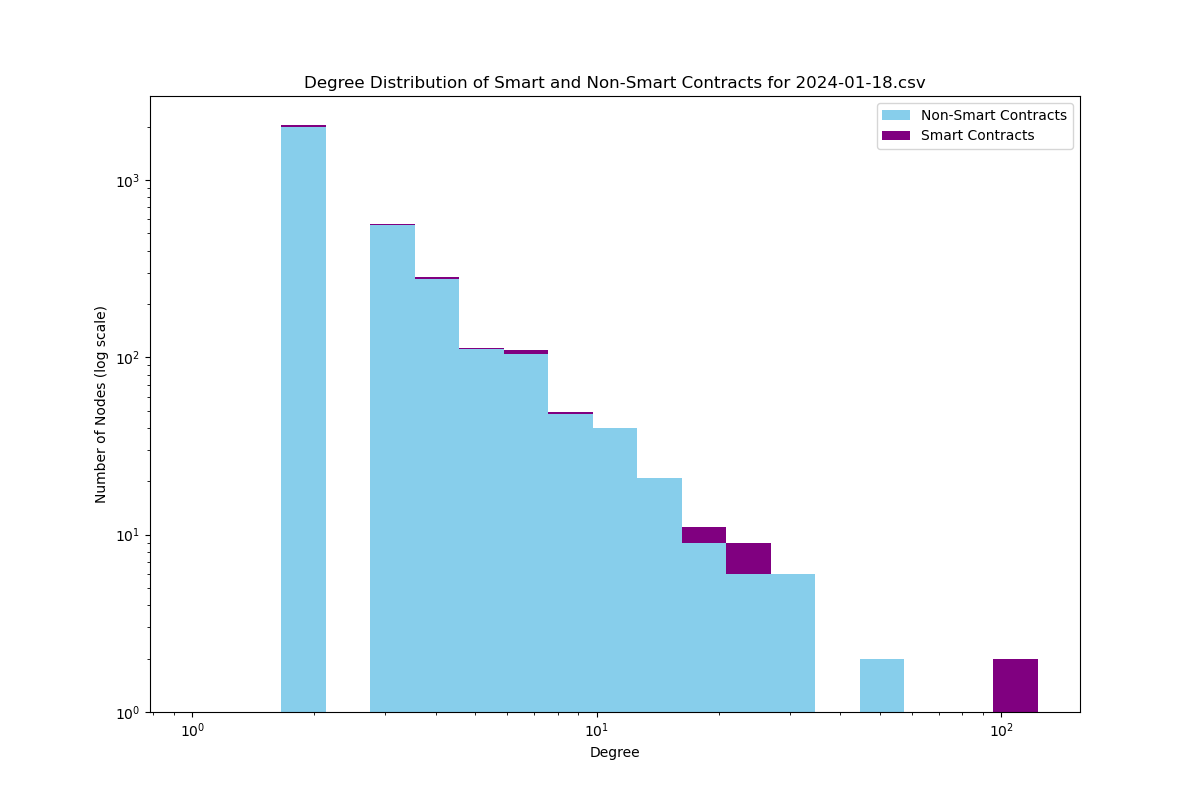 Degree Distribution of Smart and Non-Smart Contracts for 2024-01-18.csv
Non-Smart Contracts
Smart Contracts
Number of Nodes (log scale)
10³
10²
10¹
10⁰
10⁰ 10¹ 10²
Degree